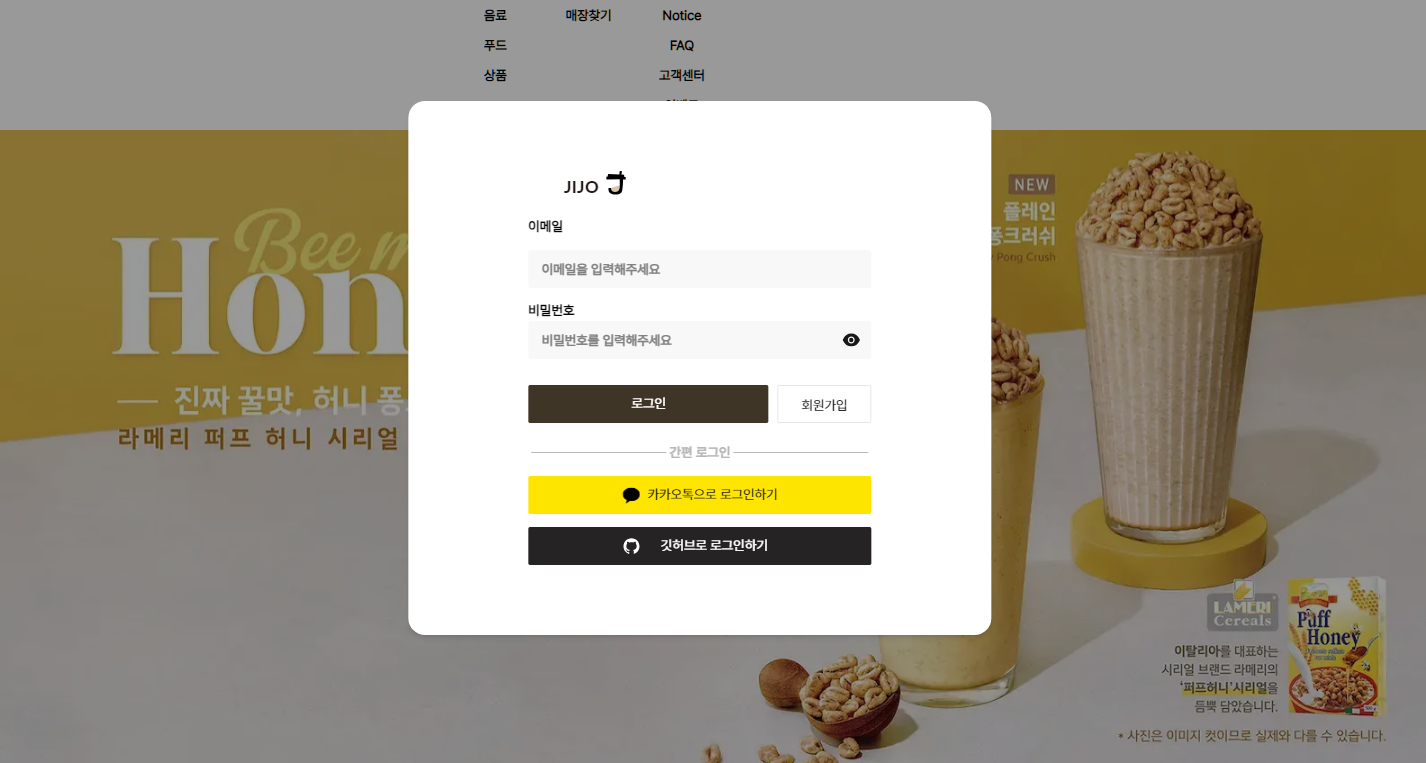 음료 매장찾기 Notice
푸드 FAQ
상품 고객센터
JIJO
이메일
이메일을 입력해주세요
비밀번호
비밀번호를 입력해주세요
로그인 회원가입
간편 로그인
카카오톡으로 로그인하기
깃허브로 로그인하기
Bee
Hon
진짜 꿀맛, 허니
라메리 퍼프 허니 시리얼
NEW
플레인
퐁크러쉬
Pong Crush
LAMERI
Cereals
Puff
Honey
이탈리아를 대표하는
시리얼 브랜드 라메리의
‘퍼프허니’시리얼을
듬뿍 담았습니다.
* 사진은 이미지 컷이므로 실제와 다를 수 있습니다.